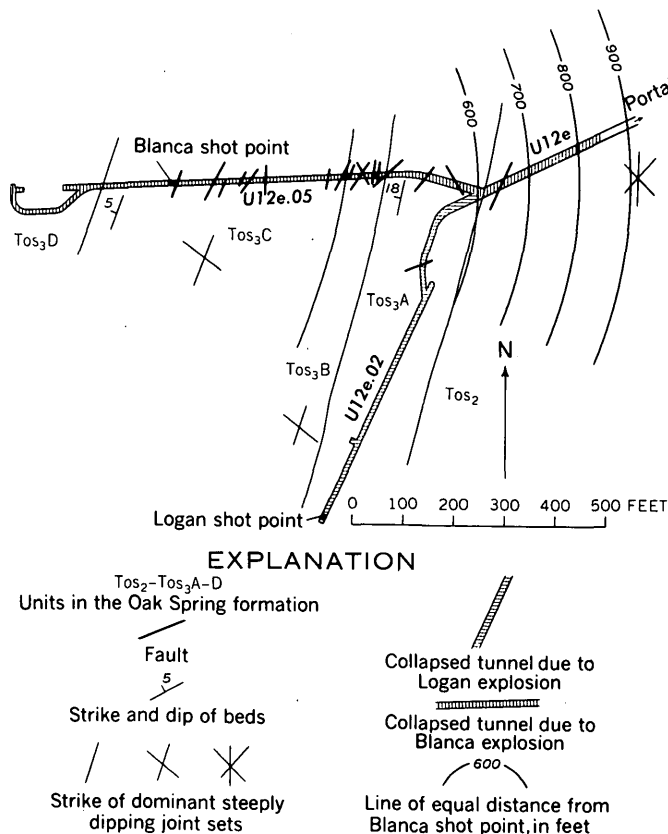 600
700
800
900
Porta
U12e
Blanca shot point
U12e.05
18
5
Tos₃D
Tos₃C
Tos₃A
Tos₃B
U12e.02
Tos₂
N
Logan shot point
0 100 200 300 400 500 FEET
EXPLANATION
Tos₂-Tos₃A-D
Units in the Oak Spring formation
Fault
5
Strike and dip of beds
Strike of dominant steeply
dipping joint sets
Collapsed tunnel due to
Logan explosion
Collapsed tunnel due to
Blanca explosion
600
Line of equal distance from
Blanca shot point, in feet